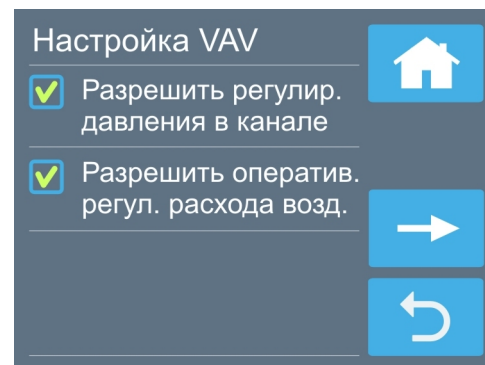 Настройка VAV
Разрешить регулир.
давления в канале
Разрешить оператив.
регул. расхода возд.